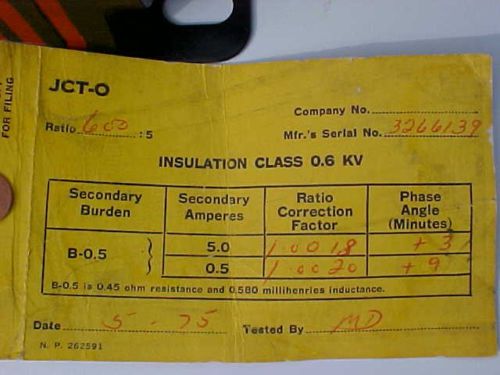 FOR FILING
JCT-O
Company No.
Ratio 600 :5
Mfr.'s Serial No. 3266139
INSULATION CLASS 0.6 KV
Secondary Burden Secondary Amperes Ratio Correction Factor Phase Angle (Minutes)
B-0.5 5.0 1.0018 + 3
0.5 1.0020 + 9
B-0.5 is 0.45 ohm resistance and 0.580 millihenries inductance.
Date 5 - 75 Tested By MD
N. P. 262591